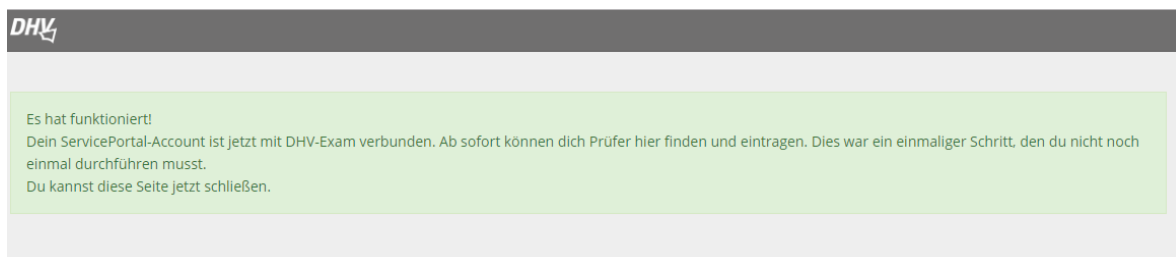 DHV
Es hat funktioniert!
Dein ServicePortal-Account ist jetzt mit DHV-Exam verbunden. Ab sofort können dich Prüfer hier finden und eintragen. Dies war ein einmaliger Schritt, den du nicht noch
einmal durchführen musst.
Du kannst diese Seite jetzt schließen.